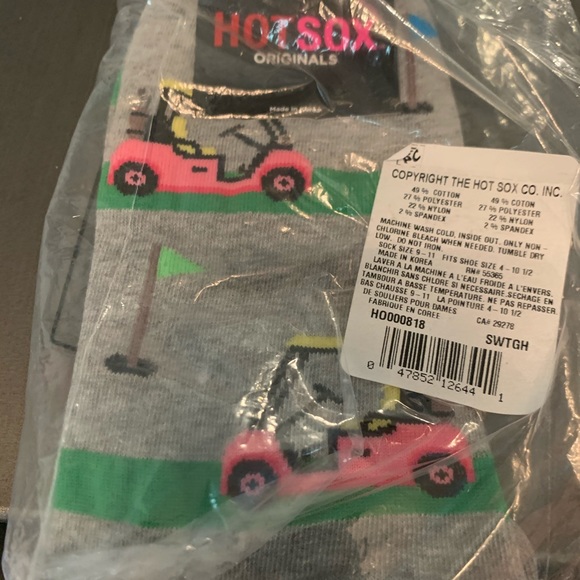 HOTSOX
ORIGINALS
Made in Korea
COPYRIGHT THE HOT SOX CO. INC.
49 % COTTON 49 % COTON
27 % POLYESTER 27 % POLYESTER
22 % NYLON 22 % NYLON
2 % SPANDEX 2 % SPANDEX
MACHINE WASH COLD, INSIDE OUT. ONLY NON -
CHLORINE BLEACH WHEN NEEDED. TUMBLE DRY
LOW. DO NOT IRON.
SOCK SIZE 9 - 11 FITS SHOE SIZE 4 - 10 1/2
MADE IN KOREA RN# 55365
LAVER A LA MACHINE A L'EAU FROIDE A L'ENVERS.
BLANCHIR SANS CHLORE SI NECESSAIRE.SECHAGE EN
TAMBOUR A BASSE TEMPERATURE. NE PAS REPASSER.
BAS CHAUSSE 9 - 11 LA POINTURE 4 - 10 1/2
DE SOULIERS POUR DAMES
FABRIQUE EN COREE CA# 29278
HO000818 SWTGH
0 47852 12644 1